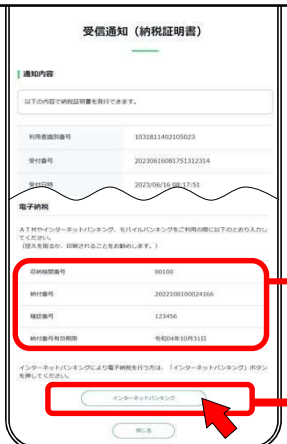 受信通知（納税証明書）
通知内容
以下の内容で納税証明書を発行できます。
利用者識別番号 1031811402105023
受付番号 20230616081751312314
受付日時 2023/06/16 08:17:51
電子納税
ATMやインターネットバンキング、モバイルバンキングをご利用の際に以下のとおり入力し
てください。
（控えを取るか、印刷されることをお勧めします。）
収納機関番号 00100
納付番号 2022100100024166
確認番号 123456
納付番号有効期限 令和04年10月31日
インターネットバンキングにより電子納税を行う方は、「インターネットバンキング」ボタン
を押してください。
インターネットバンキング
閉じる